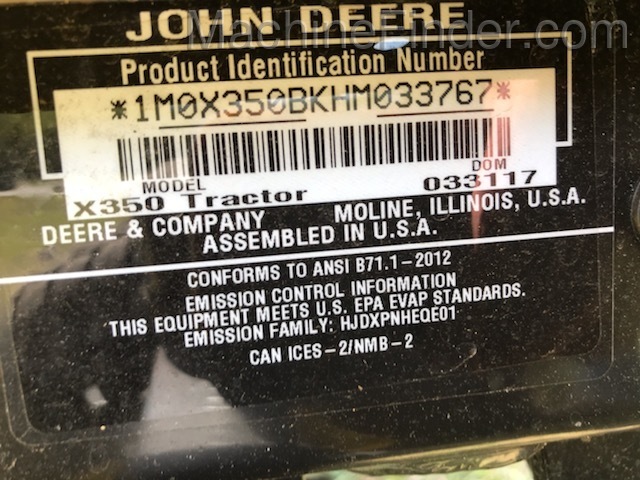 JOHN DEERE
MachineFinder.com
Product Identification Number
*1M0X350BKHM033767*
MODEL DOM
X350 Tractor 033117
DEERE & COMPANY MOLINE, ILLINOIS, U.S.A.
ASSEMBLED IN U.S.A.
CONFORMS TO ANSI B71.1-2012
EMISSION CONTROL INFORMATION
THIS EQUIPMENT MEETS U.S. EPA EVAP STANDARDS.
EMISSION FAMILY: HJDXPNHEQE01
CAN ICES-2/NMB-2